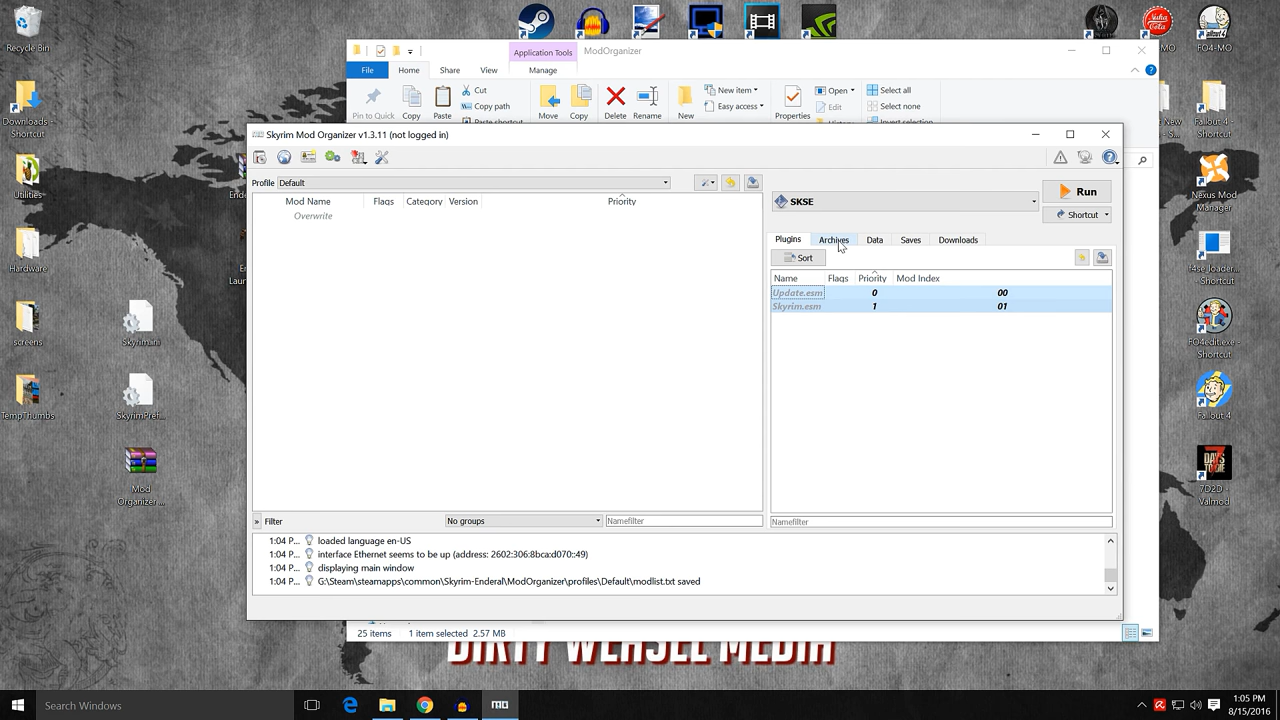 Recycle Bin
Downloads -
Shortcut
Utilities
Hardware
screens
TempThumbs
Skyrim.ini
SkyrimPref...
Mod
Organizer ...
ModOrganizer
Application Tools
File
Home
Share
View
Manage
Pin to Quick
Copy
Paste
Cut
Copy path
Paste shortcut
Move
Copy
Delete
Rename
New
New item
Easy access
Properties
Open
Edit
History
Select all
Select none
Invert selection
Skyrim Mod Organizer v1.3.11 (not logged in)
Profile
Default
Mod Name
Flags
Category
Version
Priority
Overwrite
SKSE
Run
Shortcut
Plugins
Archives
Data
Saves
Downloads
Sort
Name
Flags
Priority
Mod Index
Update.esm
0
00
Skyrim.esm
1
01
» Filter
No groups
Namefilter
Namefilter
1:04 P... loaded language en-US
1:04 P... interface Ethernet seems to be up (address: 2602:306:8bca:d070::49)
1:04 P... displaying main window
1:04 P... G:\Steam\steamapps\common\Skyrim-Enderal\ModOrganizer\profiles\Default\modlist.txt saved
25 items
1 item selected 2.57 MB
DIRTY WEASEL MEDIA
-MO
FO4-MO
Fallout 4 -
Shortcut
Nexus Mod
Manager
f4se_loader...
Shortcut
FO4edit.exe -
Shortcut
Fallout 4
7D2D -
Valmod
Search Windows
MO
1:05 PM
8/15/2016